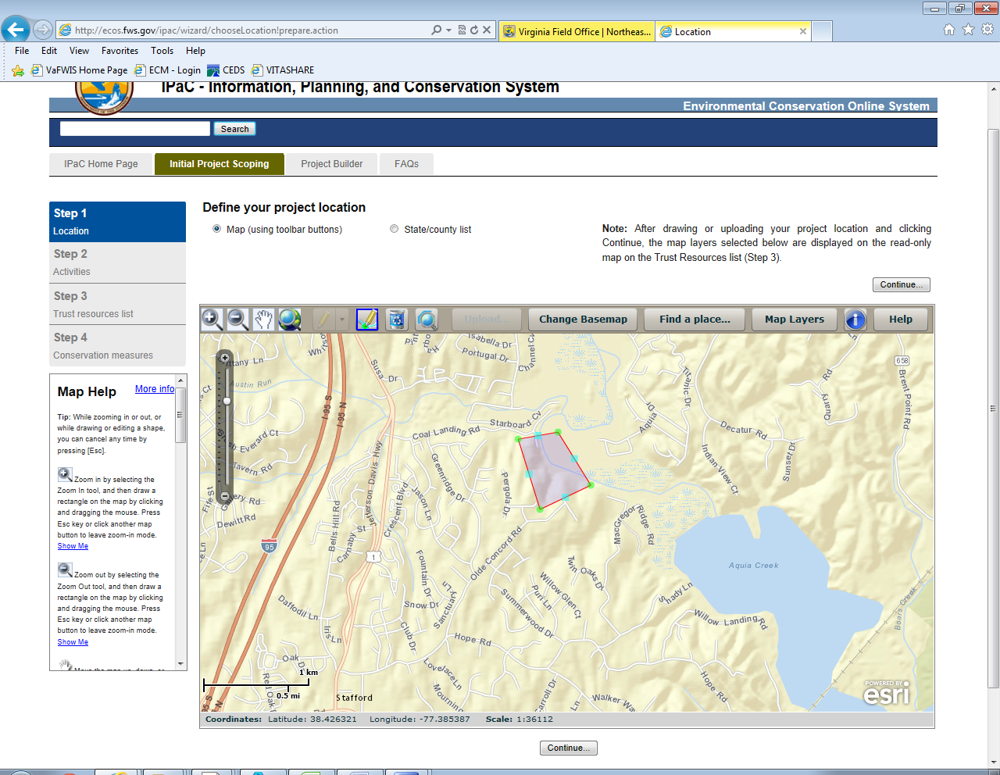 http://ecos.fws.gov/ipac/wizard/chooseLocation!prepare.action
Virginia Field Office | Northeas...
Location
File Edit View Favorites Tools Help
VaFWIS Home Page ECM - Login CEDS VITASHARE
IPaC - Information, Planning, and Conservation System
Environmental Conservation Online System
Search
IPaC Home Page
Initial Project Scoping
Project Builder
FAQs
Step 1
Location
Step 2
Activities
Step 3
Trust resources list
Step 4
Conservation measures
Define your project location
Map (using toolbar buttons)
State/county list
Note: After drawing or uploading your project location and clicking
Continue, the map layers selected below are displayed on the read-only
map on the Trust Resources list (Step 3).
Continue...
Map Help
More info
Tip: While zooming in or out, or
while drawing or editing a shape,
you can cancel any time by
pressing [Esc].
Zoom in by selecting the
Zoom In tool, and then draw a
rectangle on the map by clicking
and dragging the mouse. Press
Esc key or click another map
button to leave zoom-in mode.
Show Me
Zoom out by selecting the
Zoom Out tool, and then draw a
rectangle on the map by clicking
and dragging the mouse. Press
Esc key or click another map
button to leave zoom-out mode.
Show Me
Upload...
Change Basemap
Find a place...
Map Layers
Help
Isabella Dr
Portugal Dr
Channel Cv
Susa Dr
Austin Run
I-95 S
I-95 N
Coal Landing Rd
Starboard Cv
Titanic Dr
Aquia Dr
Decatur Rd
Quarry Rd
658
Brent Point Rd
Indian View Ct
Sunset Dr
Everard Ct
Tavern Rd
Dewitt Rd
Jefferson Davis Hwy
Greenridge Dr
Jason Ln
Crescent Blvd
Bells Hill Rd
Carnaby St
Pergola Dr
MacGregor Ridge Rd
Olde Concord Rd
95
1
Fountain Dr
Snow Dr
Sanctuary Ln
Club Dr
Twin Oaks Dr
Willow Glen Ct
Puri Ln
Summerwood Dr
Shady Ln
Willow Landing Rd
Aquia Creek
Boars Creek
Daffodil Ln
Iris Ln
Hope Rd
Lovelace Ln
Carroll Dr
Walker Way
Hope Rd
Stafford
1 km
0.5 mi
POWERED BY
esri
Coordinates: Latitude: 38.426321 Longitude: -77.385387 Scale: 1:36112
Continue...